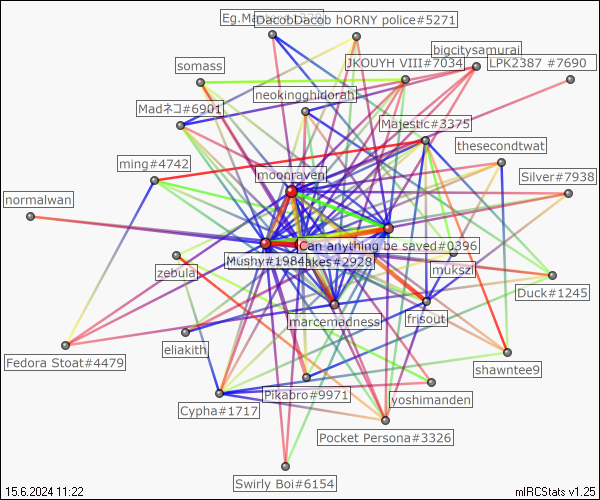 Eg.Ma
DacobDacob hORNY police#5271
bigcitysamurai
somass
JKOUYH VIII#7034
LPK2387 #7690
neokingghidorah
Madネコ#6901
Majestic#3375
thesecondtwat
ming#4742
moonraven
Silver#7938
normalwan
Can anything be saved#0396
Mushy#1984
akes#2928
mukszi
zebula
Duck#1245
marcemadness
frisout
eliakith
Fedora Stoat#4479
shawntee9
Pikabro#9971
yoshimanden
Cypha#1717
Pocket Persona#3326
Swirly Boi#6154
15.6.2024 11:22
mIRCStats v1.25